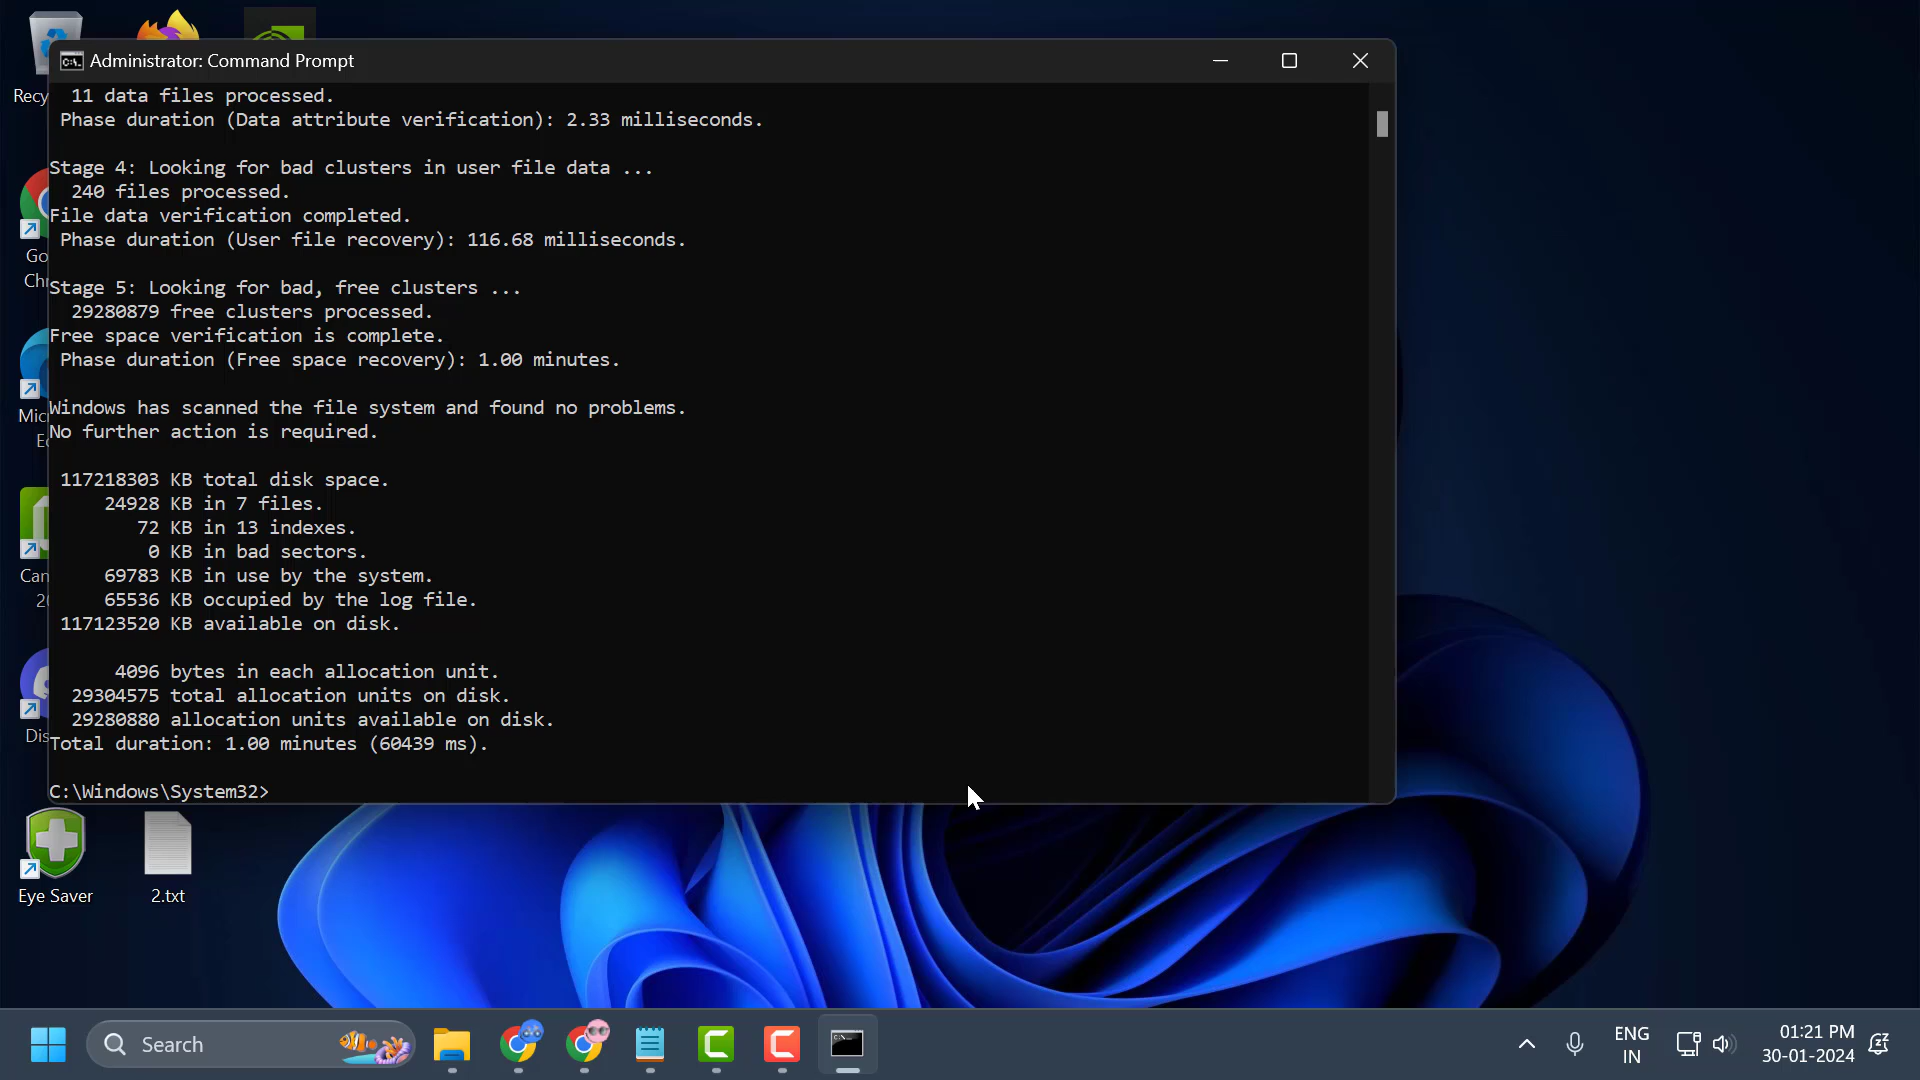 Administrator: Command Prompt
11 data files processed.
Phase duration (Data attribute verification): 2.33 milliseconds.
Stage 4: Looking for bad clusters in user file data ...
240 files processed.
File data verification completed.
Phase duration (User file recovery): 116.68 milliseconds.
Stage 5: Looking for bad, free clusters ...
29280879 free clusters processed.
Free space verification is complete.
Phase duration (Free space recovery): 1.00 minutes.
Windows has scanned the file system and found no problems.
No further action is required.
117218303 KB total disk space.
24928 KB in 7 files.
72 KB in 13 indexes.
0 KB in bad sectors.
69783 KB in use by the system.
65536 KB occupied by the log file.
117123520 KB available on disk.
4096 bytes in each allocation unit.
29304575 total allocation units on disk.
29280880 allocation units available on disk.
Total duration: 1.00 minutes (60439 ms).
C:\Windows\System32>
Recy
Go
Chr
Mic
Ec
Can
20
Dis
Eye Saver
2.txt
Search
ENG
IN
01:21 PM
30-01-2024